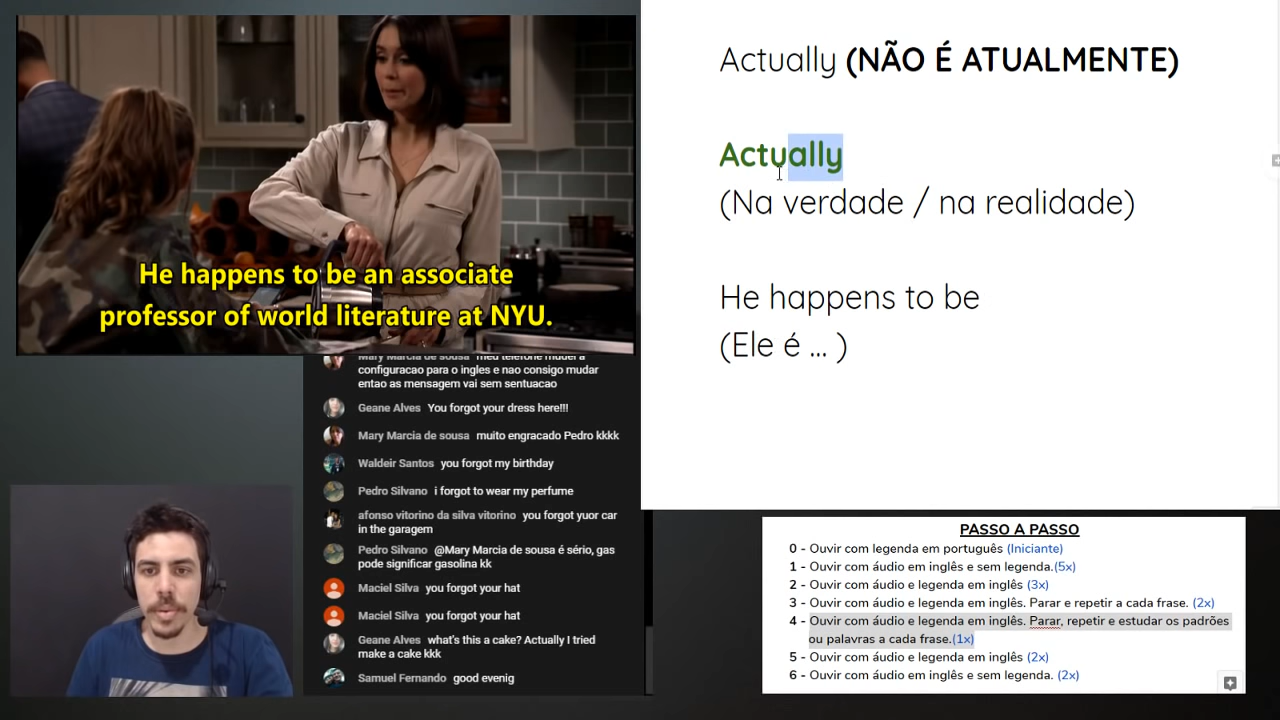 He happens to be an associate
professor of world literature at NYU.
Actually (NÃO É ATUALMENTE)
Actually
(Na verdade / na realidade)
He happens to be
(Ele é ... )
Mary Marcia de sousa meu telefone mudei a
configuracao para o ingles e nao consigo mudar
entao as mensagem vai sem sentuacao
Geane Alves You forgot your dress here!!!
Mary Marcia de sousa muito engracado Pedro kkkk
Waldeir Santos you forgot my birthday
Pedro Silvano i forgot to wear my perfume
afonso vitorino da silva vitorino you forgot yuor car
in the garagem
Pedro Silvano @Mary Marcia de sousa é sério, gas
pode significar gasolina kk
Maciel Silva you forgot your hat
Maciel Silva you forgot your hat
Geane Alves what's this a cake? Actually I tried
make a cake kkk
Samuel Fernando good evenig
PASSO A PASSO
0 - Ouvir com legenda em português (Iniciante)
1 - Ouvir com áudio em inglês e sem legenda.(5x)
2 - Ouvir com áudio e legenda em inglês (3x)
3 - Ouvir com áudio e legenda em inglês. Parar e repetir a cada frase. (2x)
4 - Ouvir com áudio e legenda em inglês. Parar, repetir e estudar os padrões
ou palavras a cada frase.(1x)
5 - Ouvir com áudio e legenda em inglês (2x)
6 - Ouvir com áudio em inglês e sem legenda. (2x)